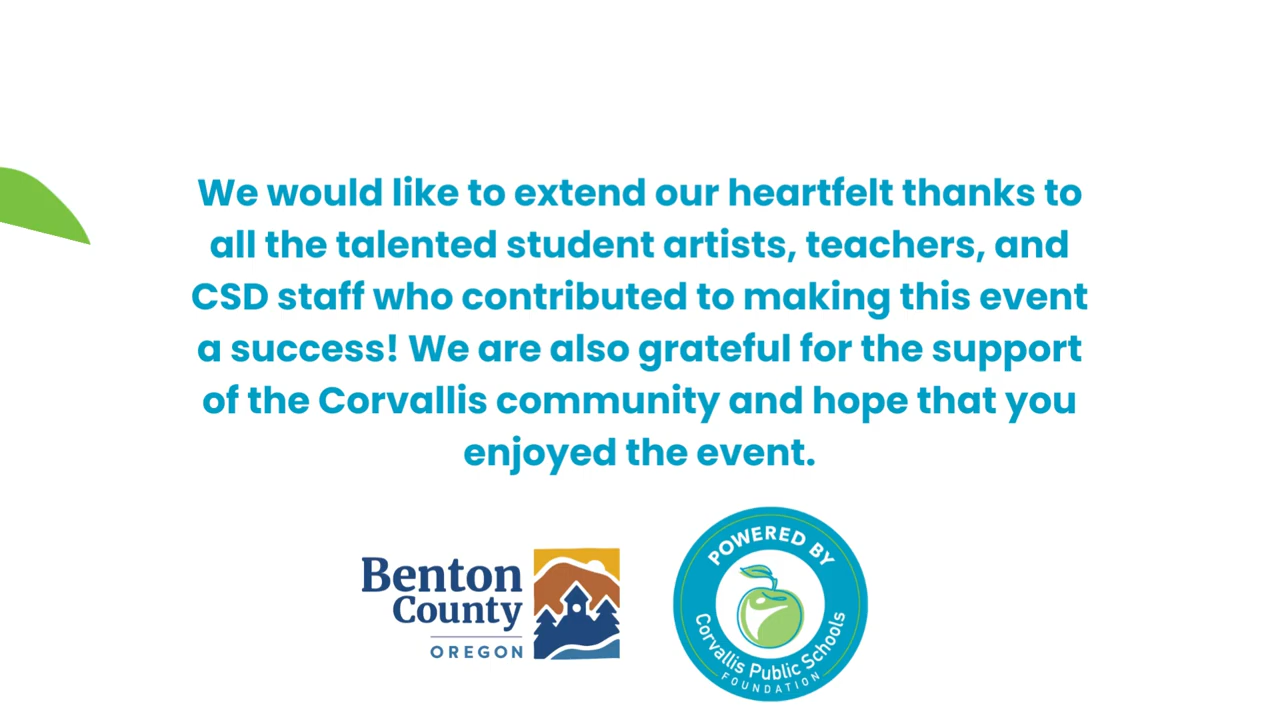 We would like to extend our heartfelt thanks to
all the talented student artists, teachers, and
CSD staff who contributed to making this event
a success! We are also grateful for the support
of the Corvallis community and hope that you
enjoyed the event.
Benton
County
OREGON
POWERED BY
Corvallis Public Schools
FOUNDATION